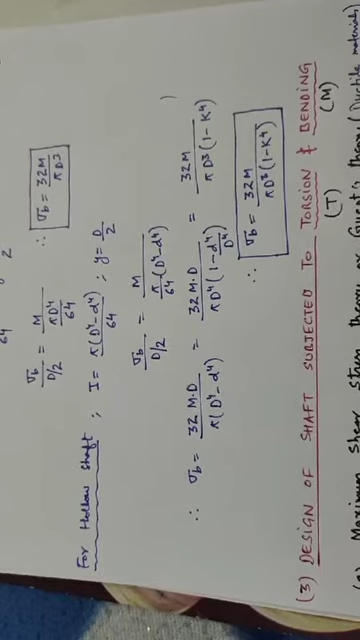 64 2
σb/(D/2) = M/(πD⁴/64) ∴ σb = 32M/πD³
For Hollow shaft ; I = π(D⁴-d⁴)/64 ; y = D/2
σb/(D/2) = M/(π/64 (D⁴-d⁴))
∴ σb = 32 M·D/π(D⁴-d⁴) = 32 M·D/πD⁴(1-d⁴/D⁴) = 32M/πD³(1-K⁴)
∴ σb = 32M/πD³(1-K⁴)
(3) DESIGN OF SHAFT SUBJECTED TO TORSION & BENDING
(T) (M)
Maximum Shear stress theory or Guest's theory (Ductile materials)